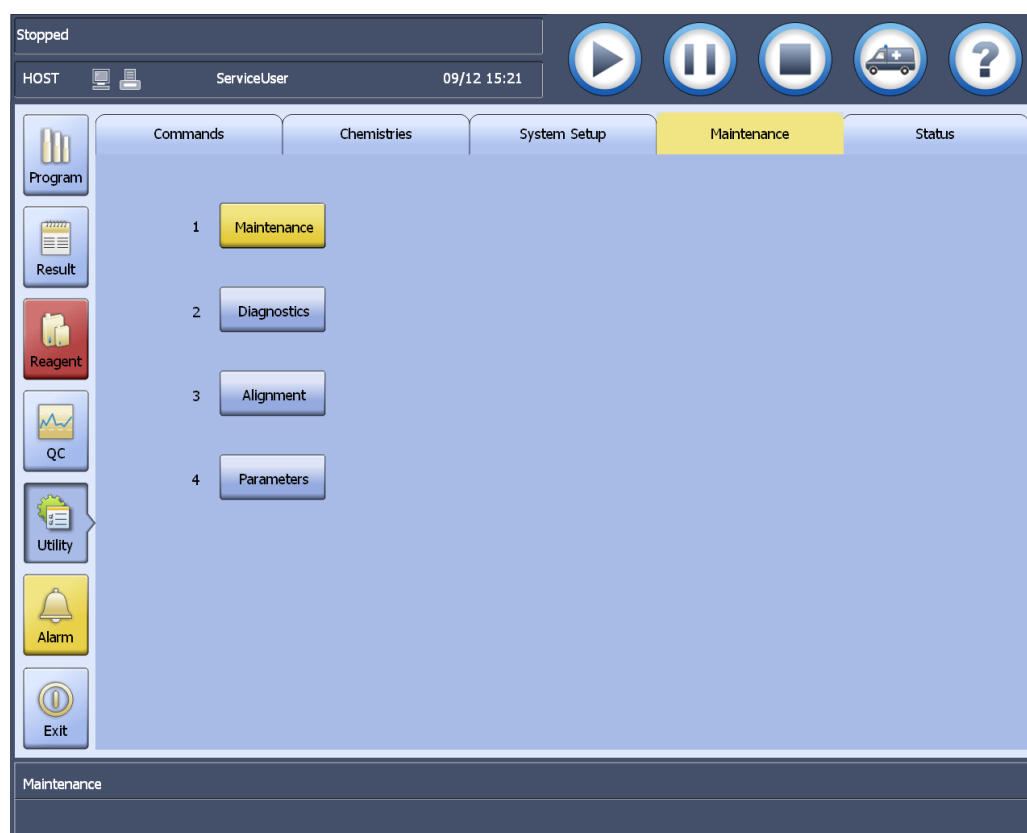 Stopped
HOST ServiceUser 09/12 15:21
?
Commands Chemistries System Setup Maintenance Status
Program
Result
Reagent
QC
Utility
Alarm
Exit
1 Maintenance
2 Diagnostics
3 Alignment
4 Parameters
Maintenance